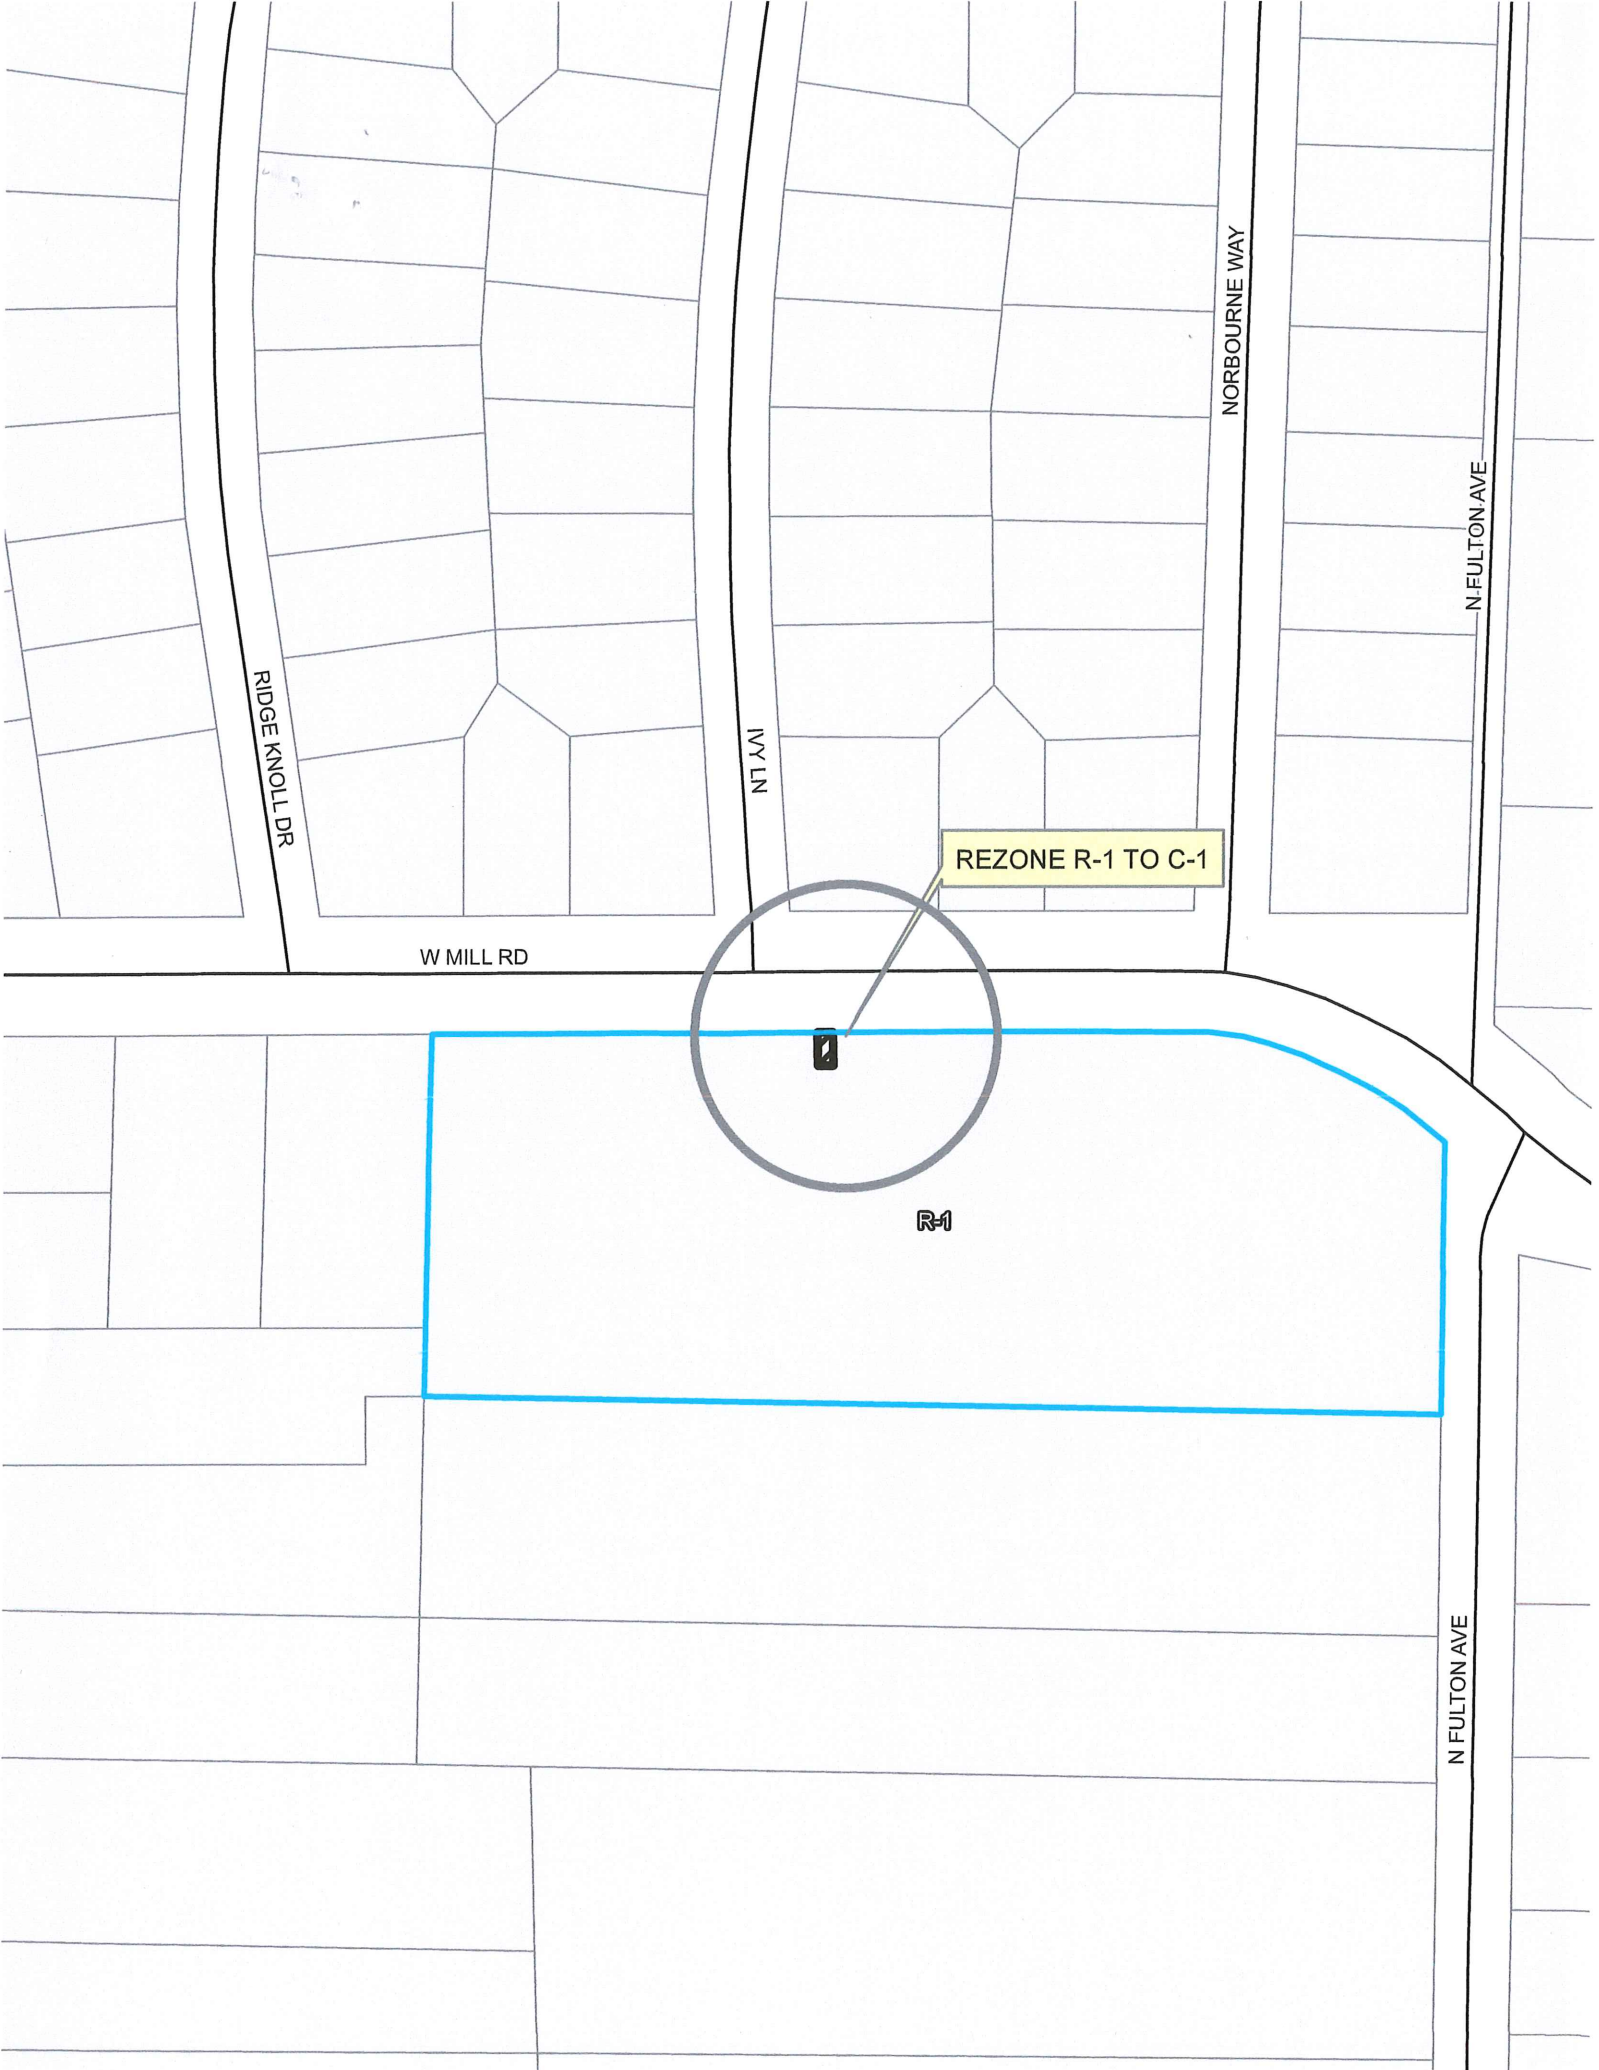 NORBOURNE WAY
N FULTON AVE
RIDGE KNOLL DR
IVY LN
REZONE R-1 TO C-1
W MILL RD
R-1
N FULTON AVE